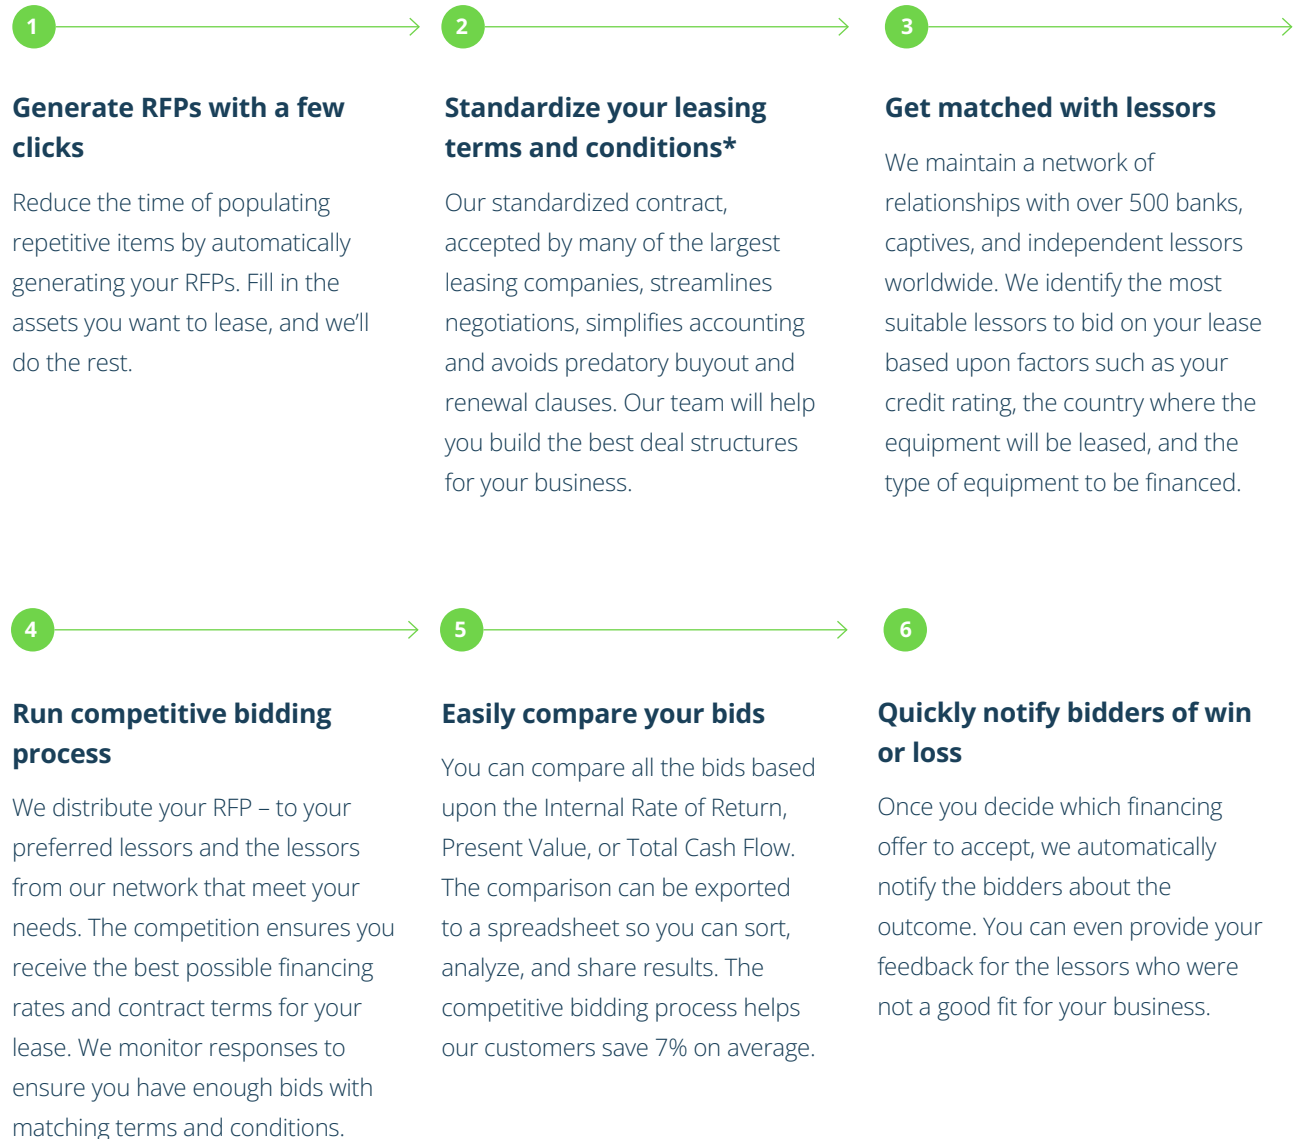 1
Generate RFPs with a few
clicks
Reduce the time of populating
repetitive items by automatically
generating your RFPs. Fill in the
assets you want to lease, and we’ll
do the rest.
2
Standardize your leasing
terms and conditions*
Our standardized contract,
accepted by many of the largest
leasing companies, streamlines
negotiations, simplifies accounting
and avoids predatory buyout and
renewal clauses. Our team will help
you build the best deal structures
for your business.
3
Get matched with lessors
We maintain a network of
relationships with over 500 banks,
captives, and independent lessors
worldwide. We identify the most
suitable lessors to bid on your lease
based upon factors such as your
credit rating, the country where the
equipment will be leased, and the
type of equipment to be financed.
4
Run competitive bidding
process
We distribute your RFP – to your
preferred lessors and the lessors
from our network that meet your
needs. The competition ensures you
receive the best possible financing
rates and contract terms for your
lease. We monitor responses to
ensure you have enough bids with
matching terms and conditions.
5
Easily compare your bids
You can compare all the bids based
upon the Internal Rate of Return,
Present Value, or Total Cash Flow.
The comparison can be exported
to a spreadsheet so you can sort,
analyze, and share results. The
competitive bidding process helps
our customers save 7% on average.
6
Quickly notify bidders of win
or loss
Once you decide which financing
offer to accept, we automatically
notify the bidders about the
outcome. You can even provide your
feedback for the lessors who were
not a good fit for your business.